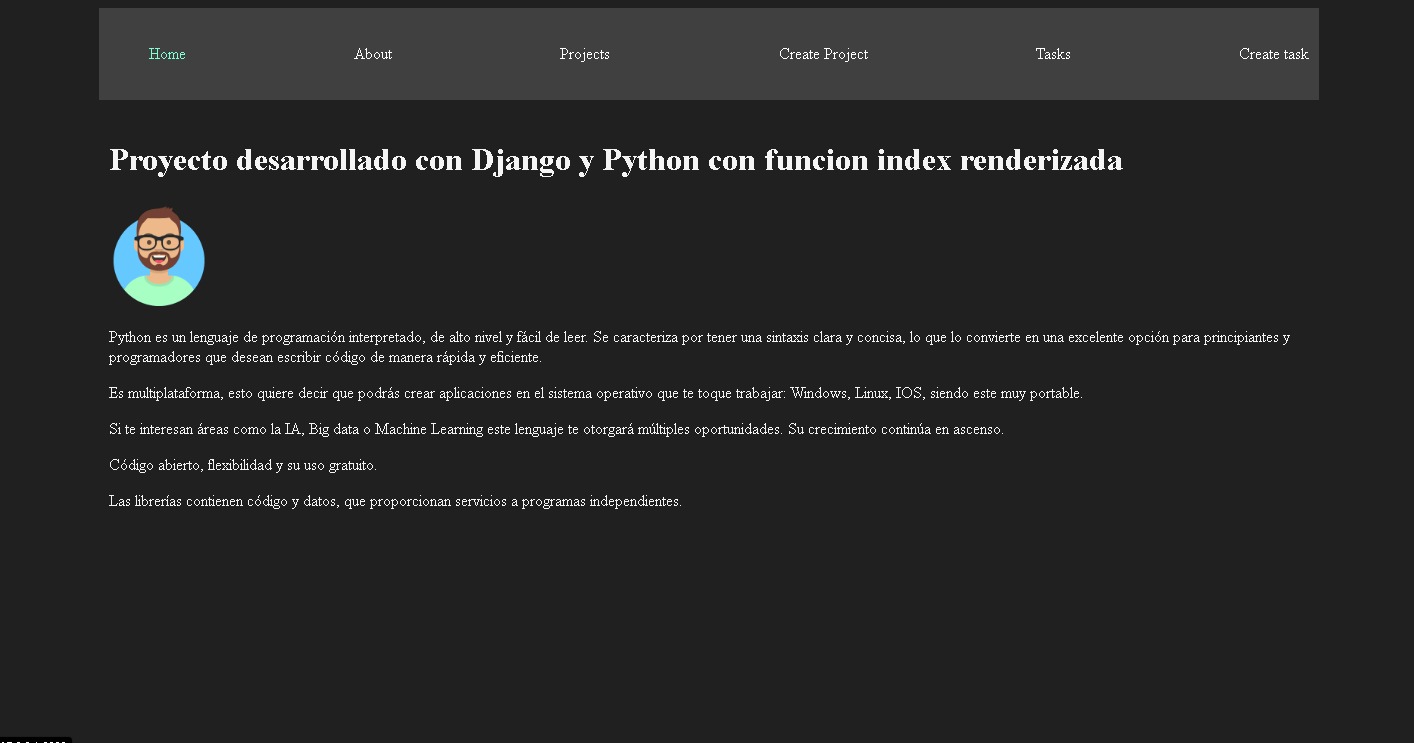 Home About Projects Create Project Tasks Create task
Proyecto desarrollado con Django y Python con funcion index renderizada
Python es un lenguaje de programación interpretado, de alto nivel y fácil de leer. Se caracteriza por tener una sintaxis clara y concisa, lo que lo convierte en una excelente opción para principiantes y
programadores que desean escribir código de manera rápida y eficiente.
Es multiplataforma, esto quiere decir que podrás crear aplicaciones en el sistema operativo que te toque trabajar: Windows, Linux, IOS, siendo este muy portable.
Si te interesan áreas como la IA, Big data o Machine Learning este lenguaje te otorgará múltiples oportunidades. Su crecimiento continúa en ascenso.
Código abierto, flexibilidad y su uso gratuito.
Las librerías contienen código y datos, que proporcionan servicios a programas independientes.